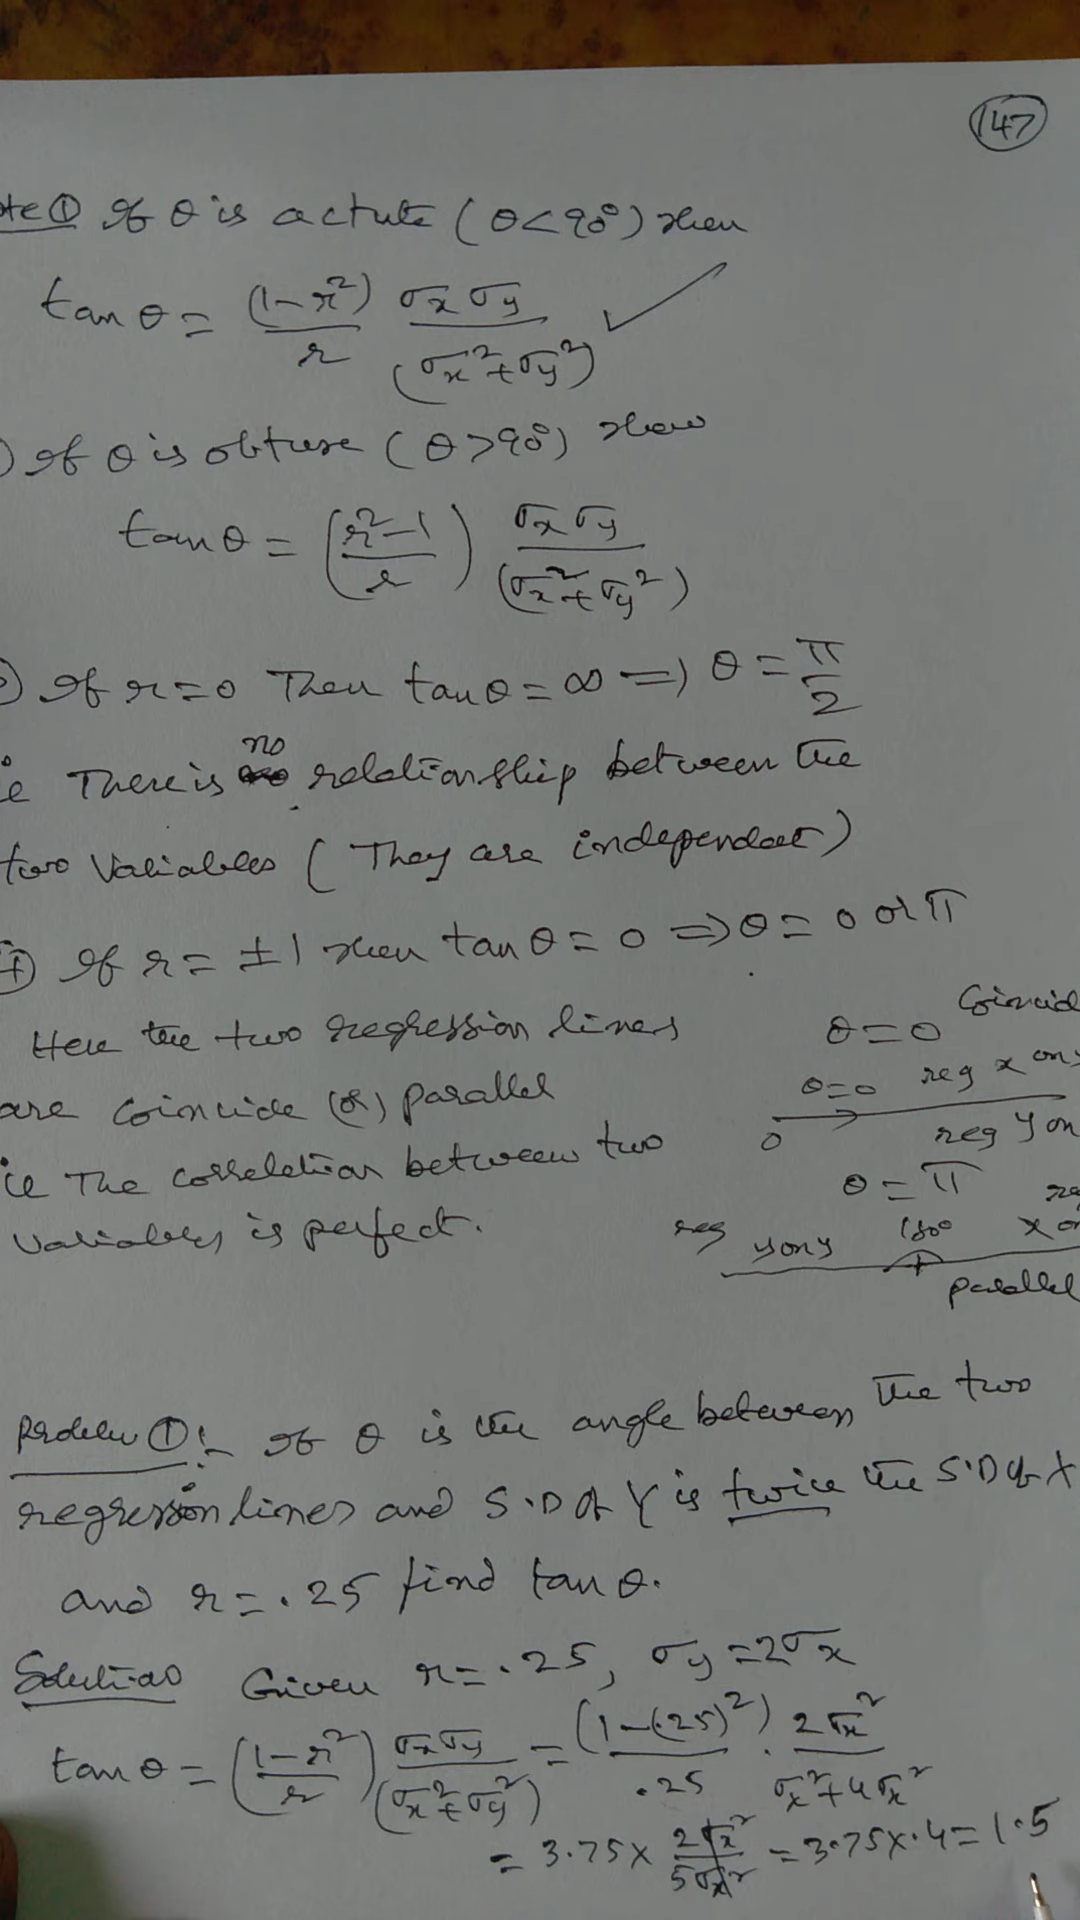 147
te ① If θ is actute (θ<90°) then
tan θ = (1-r²)/r σx σy/(σx²+σy²) ✓
) If θ is obtuse (θ>90°) then
tan θ = (r²-1/r) σx σy/(σx²+σy²)
) If r=0 Then tan θ = ∞ ⇒ θ = π/2
e There is no relationship between the
two Variables (They are independent)
If r = ±1 then tan θ = 0 ⇒ θ = 0 or π
Here the two regression lines
are coincide (or) parallel
ie The correlation between two
variables is perfect.
θ=0 Coincid
θ=0 reg x ony
0 reg y on
θ = π
reg y on y 180° x on
parallel
Problem ①:- If θ is the angle between the two
regression lines and S.D of Y is twice the S.D of X
and r = .25 find tan θ.
Solution Given r = .25, σy = 2σx
tan θ = (1-r²/r) σx σy/(σx²+σy²) = (1-(.25)²)/.25 . 2σx²/σx²+4σx²
= 3.75 x 2σx²/5σx² = 3.75 x .4 = 1.5